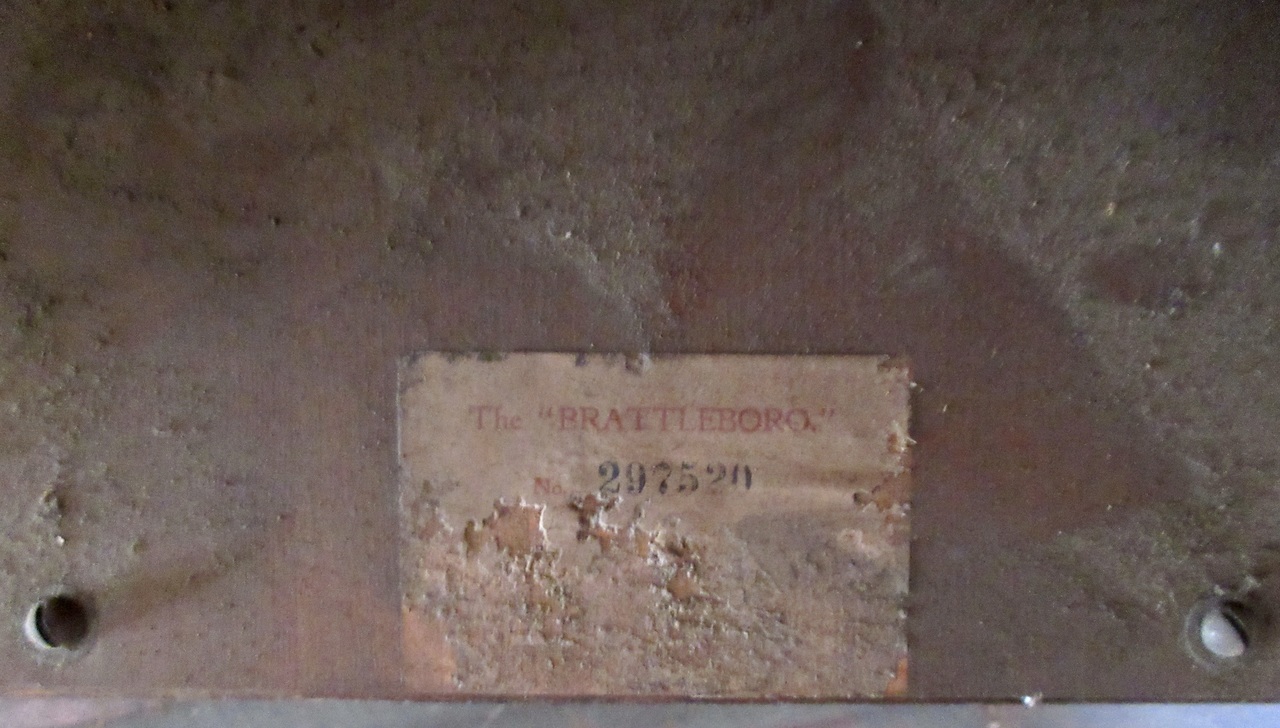 The "BRATTLEBORO."
No. 297520